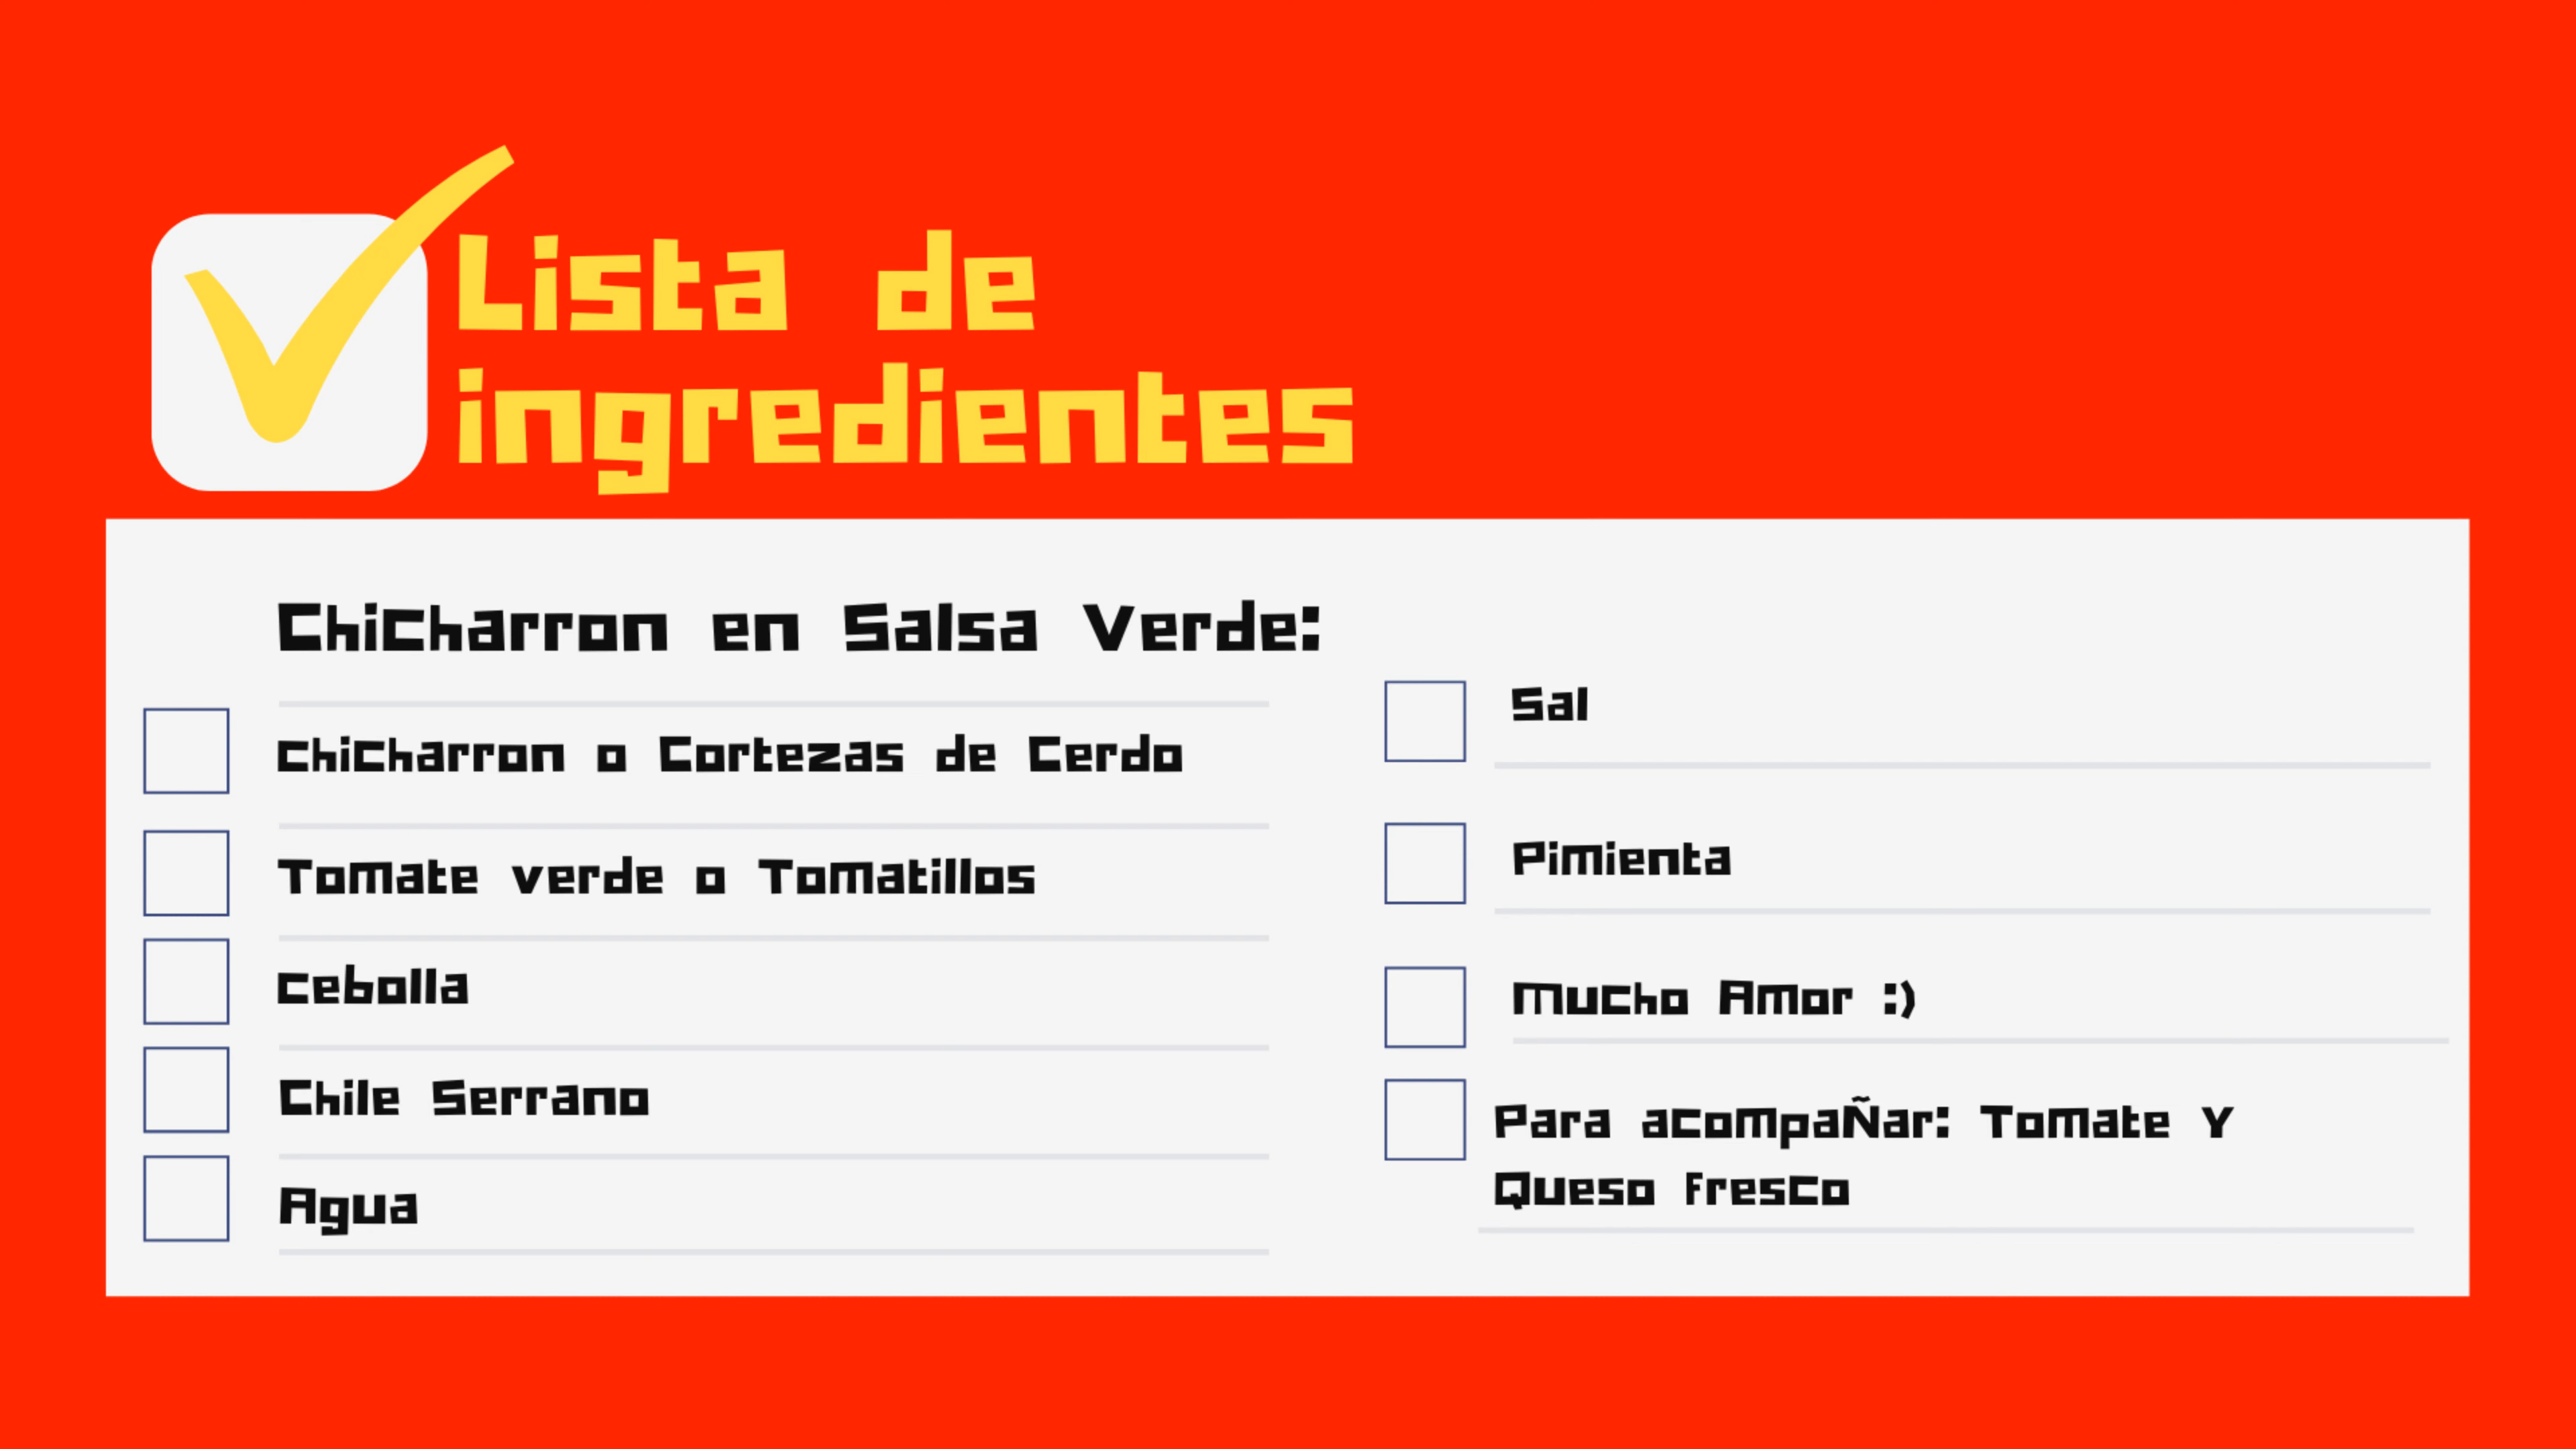 Lista de
ingredientes
Chicharron en Salsa Verde:
Chicharron o Cortezas de Cerdo
Tomate verde o Tomatillos
Cebolla
Chile Serrano
Agua
Sal
Pimienta
Mucho Amor :)
Para acompañar: Tomate Y
Queso Fresco